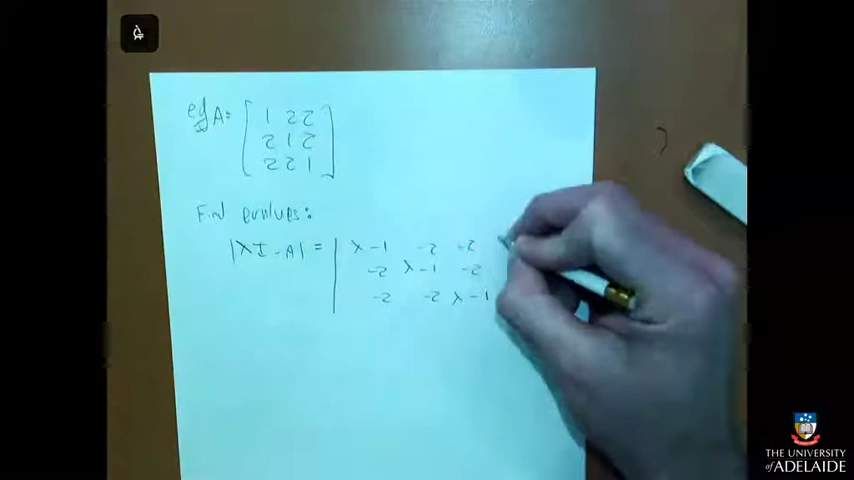 eg A= [ 1 2 2
2 1 2
2 2 1 ]
Find evalues:
|λI-A| = | λ-1 -2 -2
-2 λ-1 -2
-2 -2 λ-1
THE UNIVERSITY
of ADELAIDE